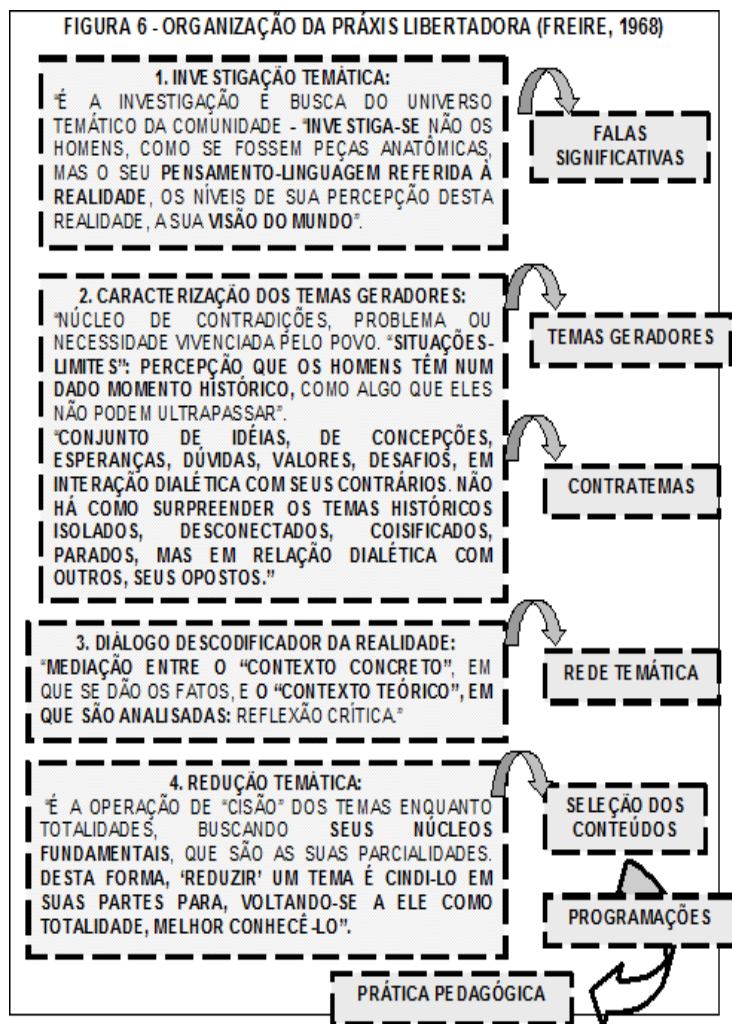 FIGURA 6 - ORGANIZAÇÃO DA PRÁXIS LIBERTADORA (FREIRE, 1968)
1. INVESTIGAÇÃO TEMÁTICA:
"É A INVESTIGAÇÃO E BUSCA DO UNIVERSO
TEMÁTICO DA COMUNIDADE - "INVESTIGA-SE NÃO OS
HOMENS, COMO SE FOSSEM PEÇAS ANATÔMICAS,
MAS O SEU PENSAMENTO-LINGUAGEM REFERIDA À
REALIDADE, OS NÍVEIS DE SUA PERCEPÇÃO DESTA
REALIDADE, A SUA VISÃO DO MUNDO".
FALAS
SIGNIFICATIVAS
2. CARACTERIZAÇÃO DOS TEMAS GERADORES:
"NÚCLEO DE CONTRADIÇÕES, PROBLEMA OU
NECESSIDADE VIVENCIADA PELO POVO. "SITUAÇÕES-
LIMITES": PERCEPÇÃO QUE OS HOMENS TÊM NUM
DADO MOMENTO HISTÓRICO, COMO ALGO QUE ELES
NÃO PODEM ULTRAPASSAR".
"CONJUNTO DE IDÉIAS, DE CONCEPÇÕES,
ESPERANÇAS, DÚVIDAS, VALORES, DESAFIOS, EM
INTERAÇÃO DIALÉTICA COM SEUS CONTRÁRIOS. NÃO
HÁ COMO SURPREENDER OS TEMAS HISTÓRICOS
ISOLADOS, DESCONECTADOS, COISIFICADOS,
PARADOS, MAS EM RELAÇÃO DIALÉTICA COM
OUTROS, SEUS OPOSTOS."
TEMAS GERADORES
CONTRATEMAS
3. DIÁLOGO DESCODIFICADOR DA REALIDADE:
"MEDIAÇÃO ENTRE O "CONTEXTO CONCRETO", EM
QUE SE DÃO OS FATOS, E O "CONTEXTO TEÓRICO", EM
QUE SÃO ANALISADAS: REFLEXÃO CRÍTICA."
REDE TEMÁTICA
4. REDUÇÃO TEMÁTICA:
"É A OPERAÇÃO DE "CISÃO" DOS TEMAS ENQUANTO
TOTALIDADES, BUSCANDO SEUS NÚCLEOS
FUNDAMENTAIS, QUE SÃO AS SUAS PARCIALIDADES.
DESTA FORMA, 'REDUZIR' UM TEMA É CINDI-LO EM
SUAS PARTES PARA, VOLTANDO-SE A ELE COMO
TOTALIDADE, MELHOR CONHECÊ-LO".
SELEÇÃO DOS
CONTEÚDOS
PROGRAMAÇÕES
PRÁTICA PEDAGÓGICA